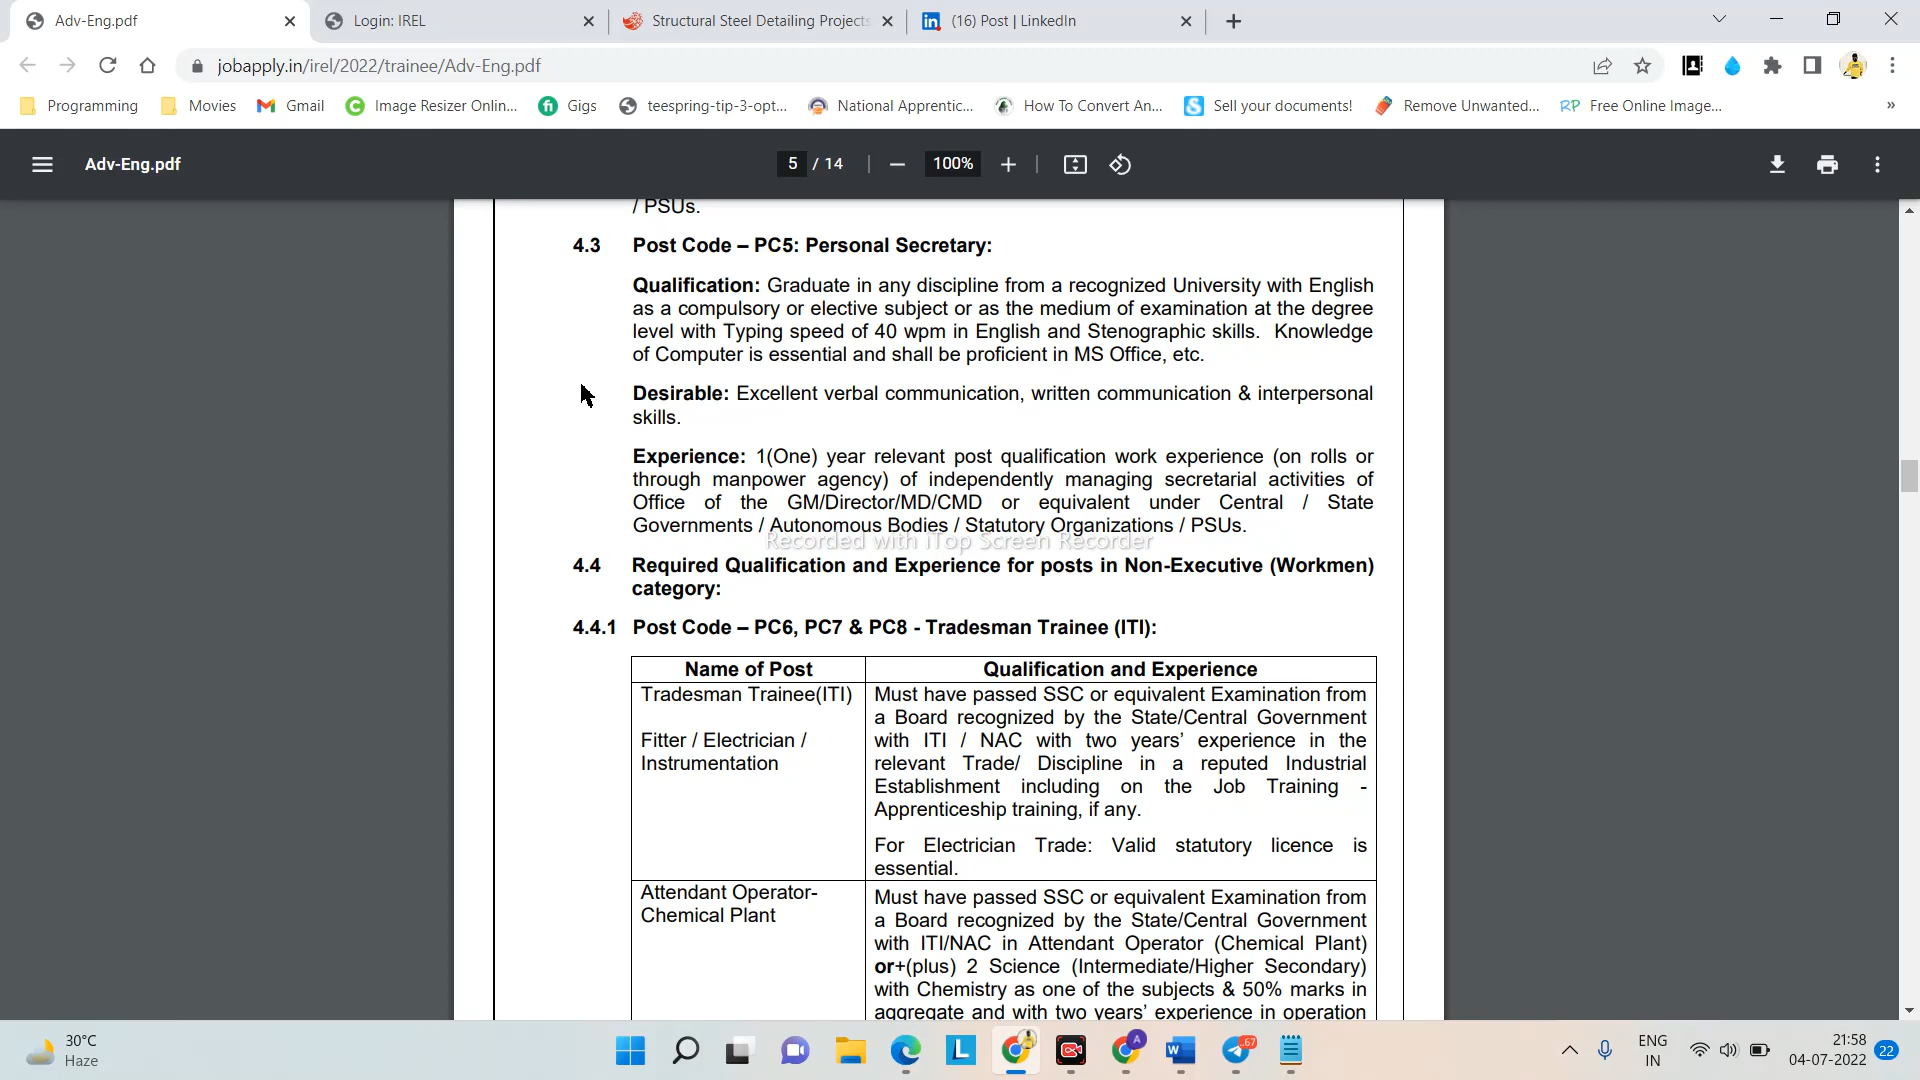 Adv-Eng.pdf
Login: IREL
Structural Steel Detailing Projects
(16) Post | LinkedIn
jobapply.in/irel/2022/trainee/Adv-Eng.pdf
Programming
Movies
Gmail
Image Resizer Onlin...
Gigs
teespring-tip-3-opt...
National Apprentic...
How To Convert An...
Sell your documents!
Remove Unwanted...
RP Free Online Image...
»
Adv-Eng.pdf
5 / 14
100%
/ PSUs.
4.3 Post Code – PC5: Personal Secretary:
Qualification: Graduate in any discipline from a recognized University with English
as a compulsory or elective subject or as the medium of examination at the degree
level with Typing speed of 40 wpm in English and Stenographic skills. Knowledge
of Computer is essential and shall be proficient in MS Office, etc.
Desirable: Excellent verbal communication, written communication & interpersonal
skills.
Experience: 1(One) year relevant post qualification work experience (on rolls or
through manpower agency) of independently managing secretarial activities of
Office of the GM/Director/MD/CMD or equivalent under Central / State
Governments / Autonomous Bodies / Statutory Organizations / PSUs.
Recorded with iTop Screen Recorder
4.4 Required Qualification and Experience for posts in Non-Executive (Workmen)
category:
4.4.1 Post Code – PC6, PC7 & PC8 - Tradesman Trainee (ITI):
Name of Post
Qualification and Experience
Tradesman Trainee(ITI)
Fitter / Electrician /
Instrumentation
Must have passed SSC or equivalent Examination from
a Board recognized by the State/Central Government
with ITI / NAC with two years’ experience in the
relevant Trade/ Discipline in a reputed Industrial
Establishment including on the Job Training -
Apprenticeship training, if any.
For Electrician Trade: Valid statutory licence is
essential.
Attendant Operator-
Chemical Plant
Must have passed SSC or equivalent Examination from
a Board recognized by the State/Central Government
with ITI/NAC in Attendant Operator (Chemical Plant)
or+(plus) 2 Science (Intermediate/Higher Secondary)
with Chemistry as one of the subjects & 50% marks in
aggregate and with two years’ experience in operation
30°C
Haze
67
ENG
IN
21:58
04-07-2022
22